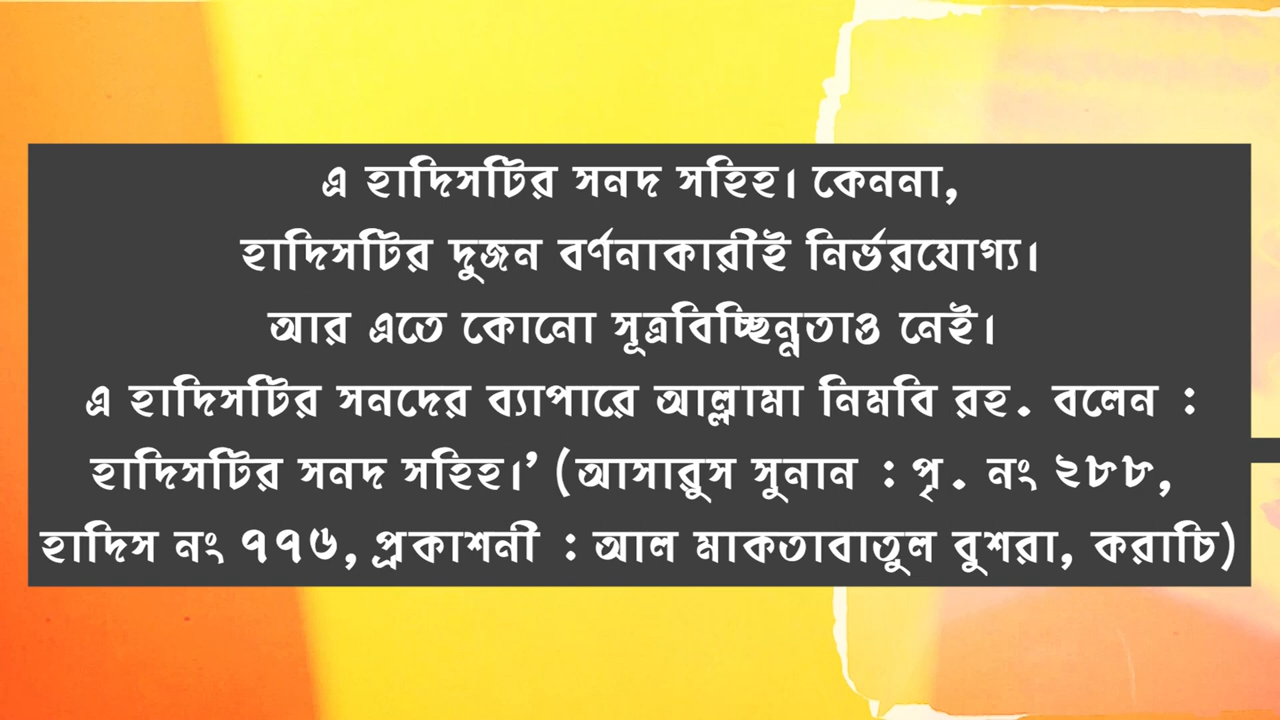 এ হাদিসটির সনদ সহিহ। কেননা,
হাদিসটির দুজন বর্ণনাকারীই নির্ভরযোগ্য।
আর এতে কোনো সূত্রবিচ্ছিন্নতাও নেই।
এ হাদিসটির সনদের ব্যাপারে আল্লামা নিমবি রহ. বলেন :
হাদিসটির সনদ সহিহ।’ (আসারুস সুনান : পৃ. নং ২৮৮,
হাদিস নং ৭৭৬, প্রকাশনী : আল মাকতাবাতুল বুশরা, করাচি)